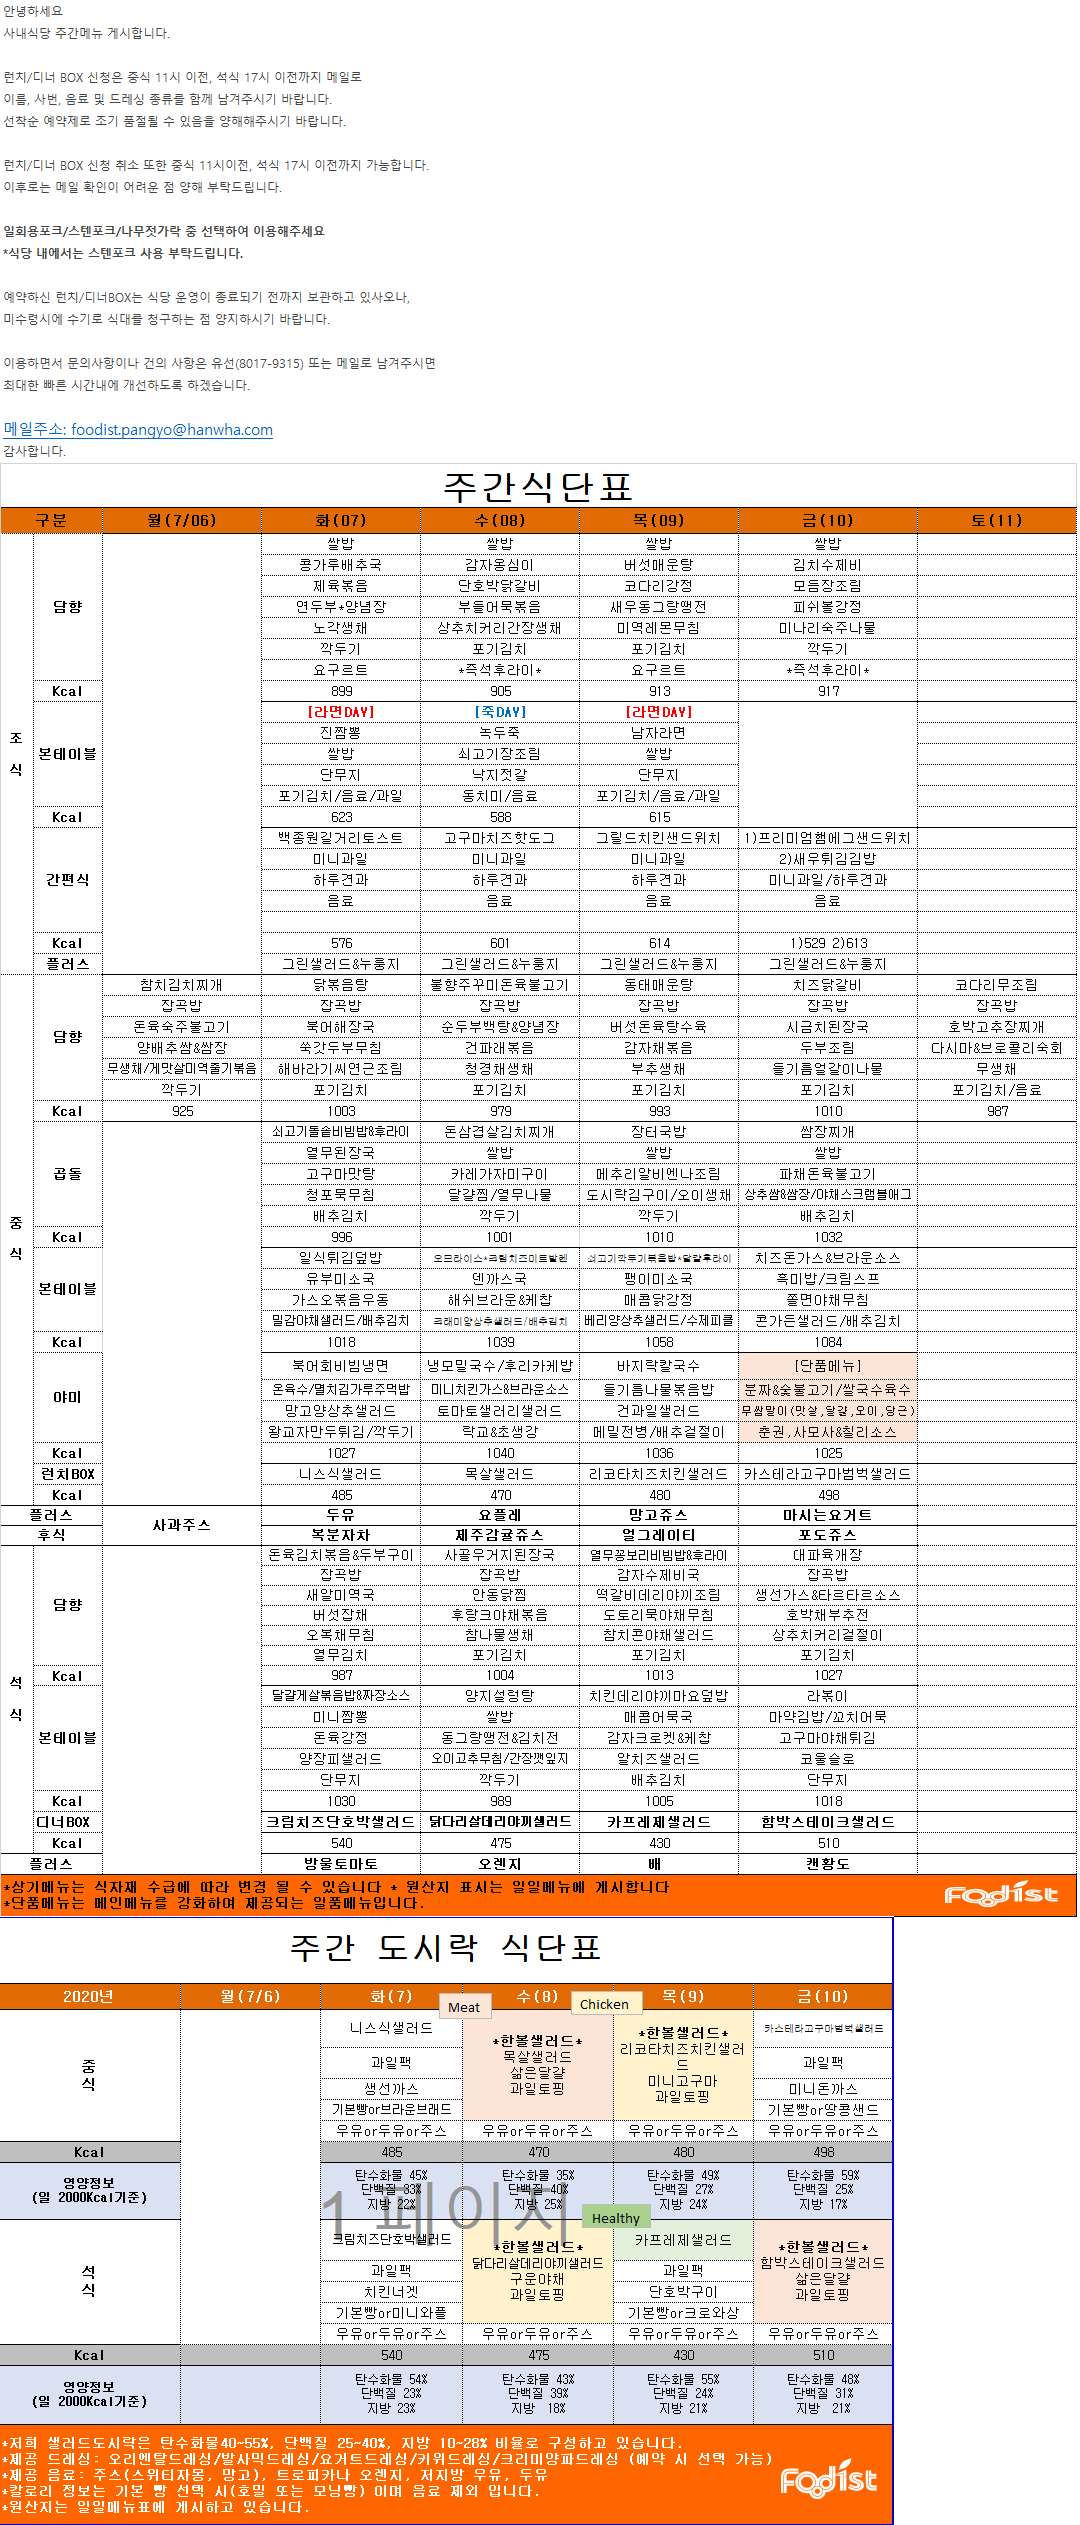 안녕하세요
사내식당 주간메뉴 게시합니다.
런치/디너 BOX 신청은 중식 11시 이전, 석식 17시 이전까지 메일로
이름, 사번, 음료 및 드레싱 종류를 함께 남겨주시기 바랍니다.
선착순 예약제로 조기 품절될 수 있음을 양해해주시기 바랍니다.
런치/디너 BOX 신청 취소 또한 중식 11시이전, 석식 17시 이전까지 가능합니다.
이후로는 메일 확인이 어려운 점 양해 부탁드립니다.
일회용포크/스텐포크/나무젓가락 중 선택하여 이용해주세요
*식당 내에서는 스텐포크 사용 부탁드립니다.
예약하신 런치/디너BOX는 식당 운영이 종료되기 전까지 보관하고 있사오나,
미수령시에 수기로 식대를 청구하는 점 양지하시기 바랍니다.
이용하면서 문의사항이나 건의 사항은 유선(8017-9315) 또는 메일로 남겨주시면
최대한 빠른 시간내에 개선하도록 하겠습니다.
메일주소: foodist.pangyo@hanwha.com
감사합니다.
주간식단표
구분 월(7/06) 화(07) 수(08) 목(09) 금(10) 토(11)
조식
담향
쌀밥 쌀밥 쌀밥 쌀밥
콩가루배추국 감자옹심이 버섯매운탕 김치수제비
제육볶음 단호박닭갈비 코다리강정 모듬장조림
연두부*양념장 부들어묵볶음 새우동그랑땡전 피쉬볼강정
노각생채 상추치커리간장생채 미역레몬무침 미나리숙주나물
깍두기 포기김치 포기김치 깍두기
요구르트 *즉석후라이* 요구르트 *즉석후라이*
Kcal 899 905 913 917
본테이블
[라면DAY] [죽DAY] [라면DAY]
진짬뽕 녹두죽 남자라면
쌀밥 쇠고기장조림 쌀밥
단무지 낙지젓갈 단무지
포기김치/음료/과일 동치미/음료 포기김치/음료/과일
Kcal 623 588 615
간편식
백종원길거리토스트 고구마치즈핫도그 그릴드치킨샌드위치 1)프리미엄햄에그샌드위치
미니과일 미니과일 미니과일 2)새우튀김김밥
하루견과 하루견과 하루견과 미니과일/하루견과
음료 음료 음료 음료
Kcal 576 601 614 1)529 2)613
플러스 그린샐러드&누룽지 그린샐러드&누룽지 그린샐러드&누룽지 그린샐러드&누룽지
중식
담향
참치김치찌개 닭볶음탕 불향주꾸미돈육불고기 동태매운탕 치즈닭갈비 코다리무조림
잡곡밥 잡곡밥 잡곡밥 잡곡밥 잡곡밥 잡곡밥
돈육숙주불고기 북어해장국 순두부백탕&양념장 버섯돈육탕수육 시금치된장국 호박고추장찌개
양배추쌈&쌈장 쑥갓두부무침 건파래볶음 감자채볶음 두부조림 다시마&브로콜리숙회
무생채/게맛살미역줄기볶음 해바라기씨연근조림 청경채생채 부추생채 들기름얼갈이나물 무생채
깍두기 포기김치 포기김치 포기김치 포기김치 포기김치/음료
Kcal 925 1003 979 993 1010 987
곱돌
쇠고기돌솥비빔밥&후라이 돈삼겹살김치찌개 장터국밥 쌈장찌개
열무된장국 쌀밥 쌀밥 쌀밥
고구마맛탕 카레가자미구이 메추리알비엔나조림 파채돈육불고기
청포묵무침 달걀찜/열무나물 도시락김구이/오이생채 상추쌈&쌈장/야채스크램블에그
배추김치 깍두기 깍두기 배추김치
Kcal 996 1001 1010 1032
본테이블
일식튀김덮밥 오므라이스*크림치즈미트발렌 쇠고기깍두기볶음밥*달걀후라이 치즈돈가스&브라운소스
유부미소국 덴까스국 팽이미소국 흑미밥/크림스프
가스오볶음우동 해쉬브라운&케찹 매콤닭강정 쫄면야채무침
밀감야채샐러드/배추김치 크래미양상추샐러드/배추김치 베리양상추샐러드/수제피클 콘가든샐러드/배추김치
Kcal 1018 1039 1058 1084
야미
북어회비빔냉면 냉모밀국수/후리카케밥 바지락칼국수 [단품메뉴]
온육수/멸치김가루주먹밥 미니치킨가스&브라운소스 들기름나물볶음밥 분짜&숯불고기/쌀국수육수
망고양상추샐러드 토마토샐러리샐러드 건과일샐러드 무쌈말이(맛살,달걀,오이,당근)
왕교자만두튀김/깍두기 락교&초생강 메밀전병/배추겉절이 춘권,사모사&칠리소스
Kcal 1027 1040 1036 1025
런치BOX 니스식샐러드 목살샐러드 리코타치즈치킨샐러드 카스테라고구마범벅샐러드
Kcal 485 470 480 498
플러스 두유 요플레 망고쥬스 마시는요거트
사과주스
후식 복분자차 제주감귤쥬스 얼그레이티 포도쥬스
석식
담향
돈육김치볶음&두부구이 사골우거지된장국 열무꽁보리비빔밥&후라이 대파육개장
잡곡밥 잡곡밥 감자수제비국 잡곡밥
새알미역국 안동닭찜 떡갈비데리야끼조림 생선가스&타르타르소스
버섯잡채 후랑크야채볶음 도토리묵야채무침 호박채부추전
오복채무침 참나물생채 참치콘야채샐러드 상추치커리겉절이
열무김치 포기김치 포기김치 포기김치
Kcal 987 1004 1013 1027
본테이블
달걀게살볶음밥&짜장소스 양지설렁탕 치킨데리야끼마요덮밥 라볶이
미니짬뽕 쌀밥 매콤어묵국 마약김밥/꼬치어묵
돈육강정 동그랑땡전&김치전 감자크로켓&케찹 고구마야채튀김
양장피샐러드 오이고추무침/간장깻잎지 알치즈샐러드 코울슬로
단무지 깍두기 배추김치 단무지
Kcal 1030 989 1005 1018
디너BOX 크림치즈단호박샐러드 닭다리살데리야끼샐러드 카프레제샐러드 함박스테이크샐러드
Kcal 540 475 430 510
플러스 방울토마토 오렌지 배 캔황도
*상기메뉴는 식자재 수급에 따라 변경 될 수 있습니다 * 원산지 표시는 일일메뉴에 게시합니다
*단품메뉴는 메인메뉴를 강화하여 제공되는 일품메뉴입니다.
Foodist
주간 도시락 식단표
2020년 월(7/6) 화(7) 수(8) 목(9) 금(10)
Meat Chicken
중식
니스식샐러드 *한볼샐러드* *한볼샐러드* 카스테라고구마범벅샐러드
과일팩 목살샐러드 리코타치즈치킨샐러드 과일팩
생선까스 삶은달걀 미니고구마 미니돈까스
기본빵or브라운브래드 과일토핑 과일토핑 기본빵or땅콩샌드
우유or두유or주스 우유or두유or주스 우유or두유or주스 우유or두유or주스
Kcal 485 470 480 498
영양정보
(일 2000Kcal기준)
탄수화물 45% 탄수화물 35% 탄수화물 49% 탄수화물 59%
단백질 33% 단백질 40% 단백질 27% 단백질 25%
지방 22% 지방 25% 지방 24% 지방 17%
1 페이지
Healthy
석식
크림치즈단호박샐러드 *한볼샐러드* 카프레제샐러드 *한볼샐러드*
과일팩 닭다리살데리야끼샐러드 과일팩 함박스테이크샐러드
치킨너겟 구운야채 단호박구이 삶은달걀
기본빵or미니와플 과일토핑 기본빵or크로와상 과일토핑
우유or두유or주스 우유or두유or주스 우유or두유or주스 우유or두유or주스
Kcal 540 475 430 510
영양정보
(일 2000Kcal기준)
탄수화물 54% 탄수화물 43% 탄수화물 55% 탄수화물 48%
단백질 23% 단백질 39% 단백질 24% 단백질 31%
지방 23% 지방 18% 지방 21% 지방 21%
*저희 샐러드도시락은 탄수화물40~55%, 단백질 25~40%, 지방 10~28% 비율로 구성하고 있습니다.
*제공 드레싱: 오리엔탈드레싱/발사믹드레싱/요거트드레싱/키위드레싱/크리미양파드레싱 (예약 시 선택 가능)
*제공 음료: 주스(스위티자몽, 망고), 트로피카나 오렌지, 저지방 우유, 두유
*칼로리 정보는 기본 빵 선택 시(호밀 또는 모닝빵) 이며 음료 제외 입니다.
*원산지는 일일메뉴표에 게시하고 있습니다.
Foodist